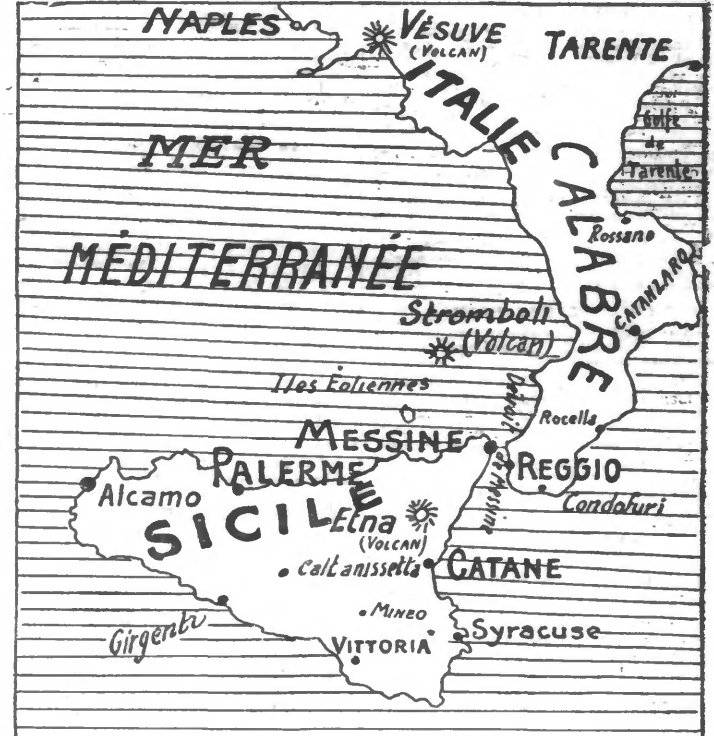 NAPLES
VÉSUVE
(VOLCAN)
TARENTE
ITALIE
Golfe
de
Tarente
MER
CALABRE
Rossano
MÉDITERRANÉE
CATANZARO
Stromboli
(Volcan)
Iles Éoliennes
Détroit de Messine
Rocella
MESSINE
PALERME
REGGIO
Alcamo
Condofuri
SICILE
Etna
(VOLCAN)
Caltanissetta
CATANE
MINEO
Girgenti
VITTORIA
Syracuse